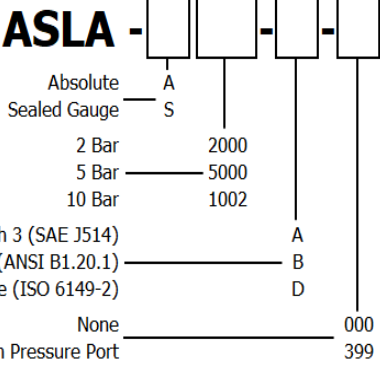 ASLA - -  -
Absolute A
Sealed Gauge S
2 Bar 2000
5 Bar 5000
10 Bar 1002
3 (SAE J514) A
(ANSI B1.20.1) B
(ISO 6149-2) D
None 000
Pressure Port 399